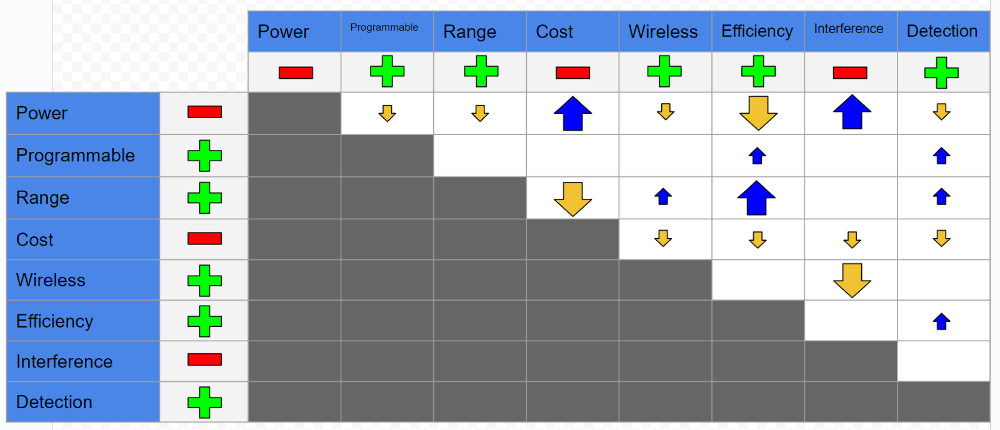 Power Programmable Range Cost Wireless Efficiency Interference Detection
Power
Programmable
Range
Cost
Wireless
Efficiency
Interference
Detection